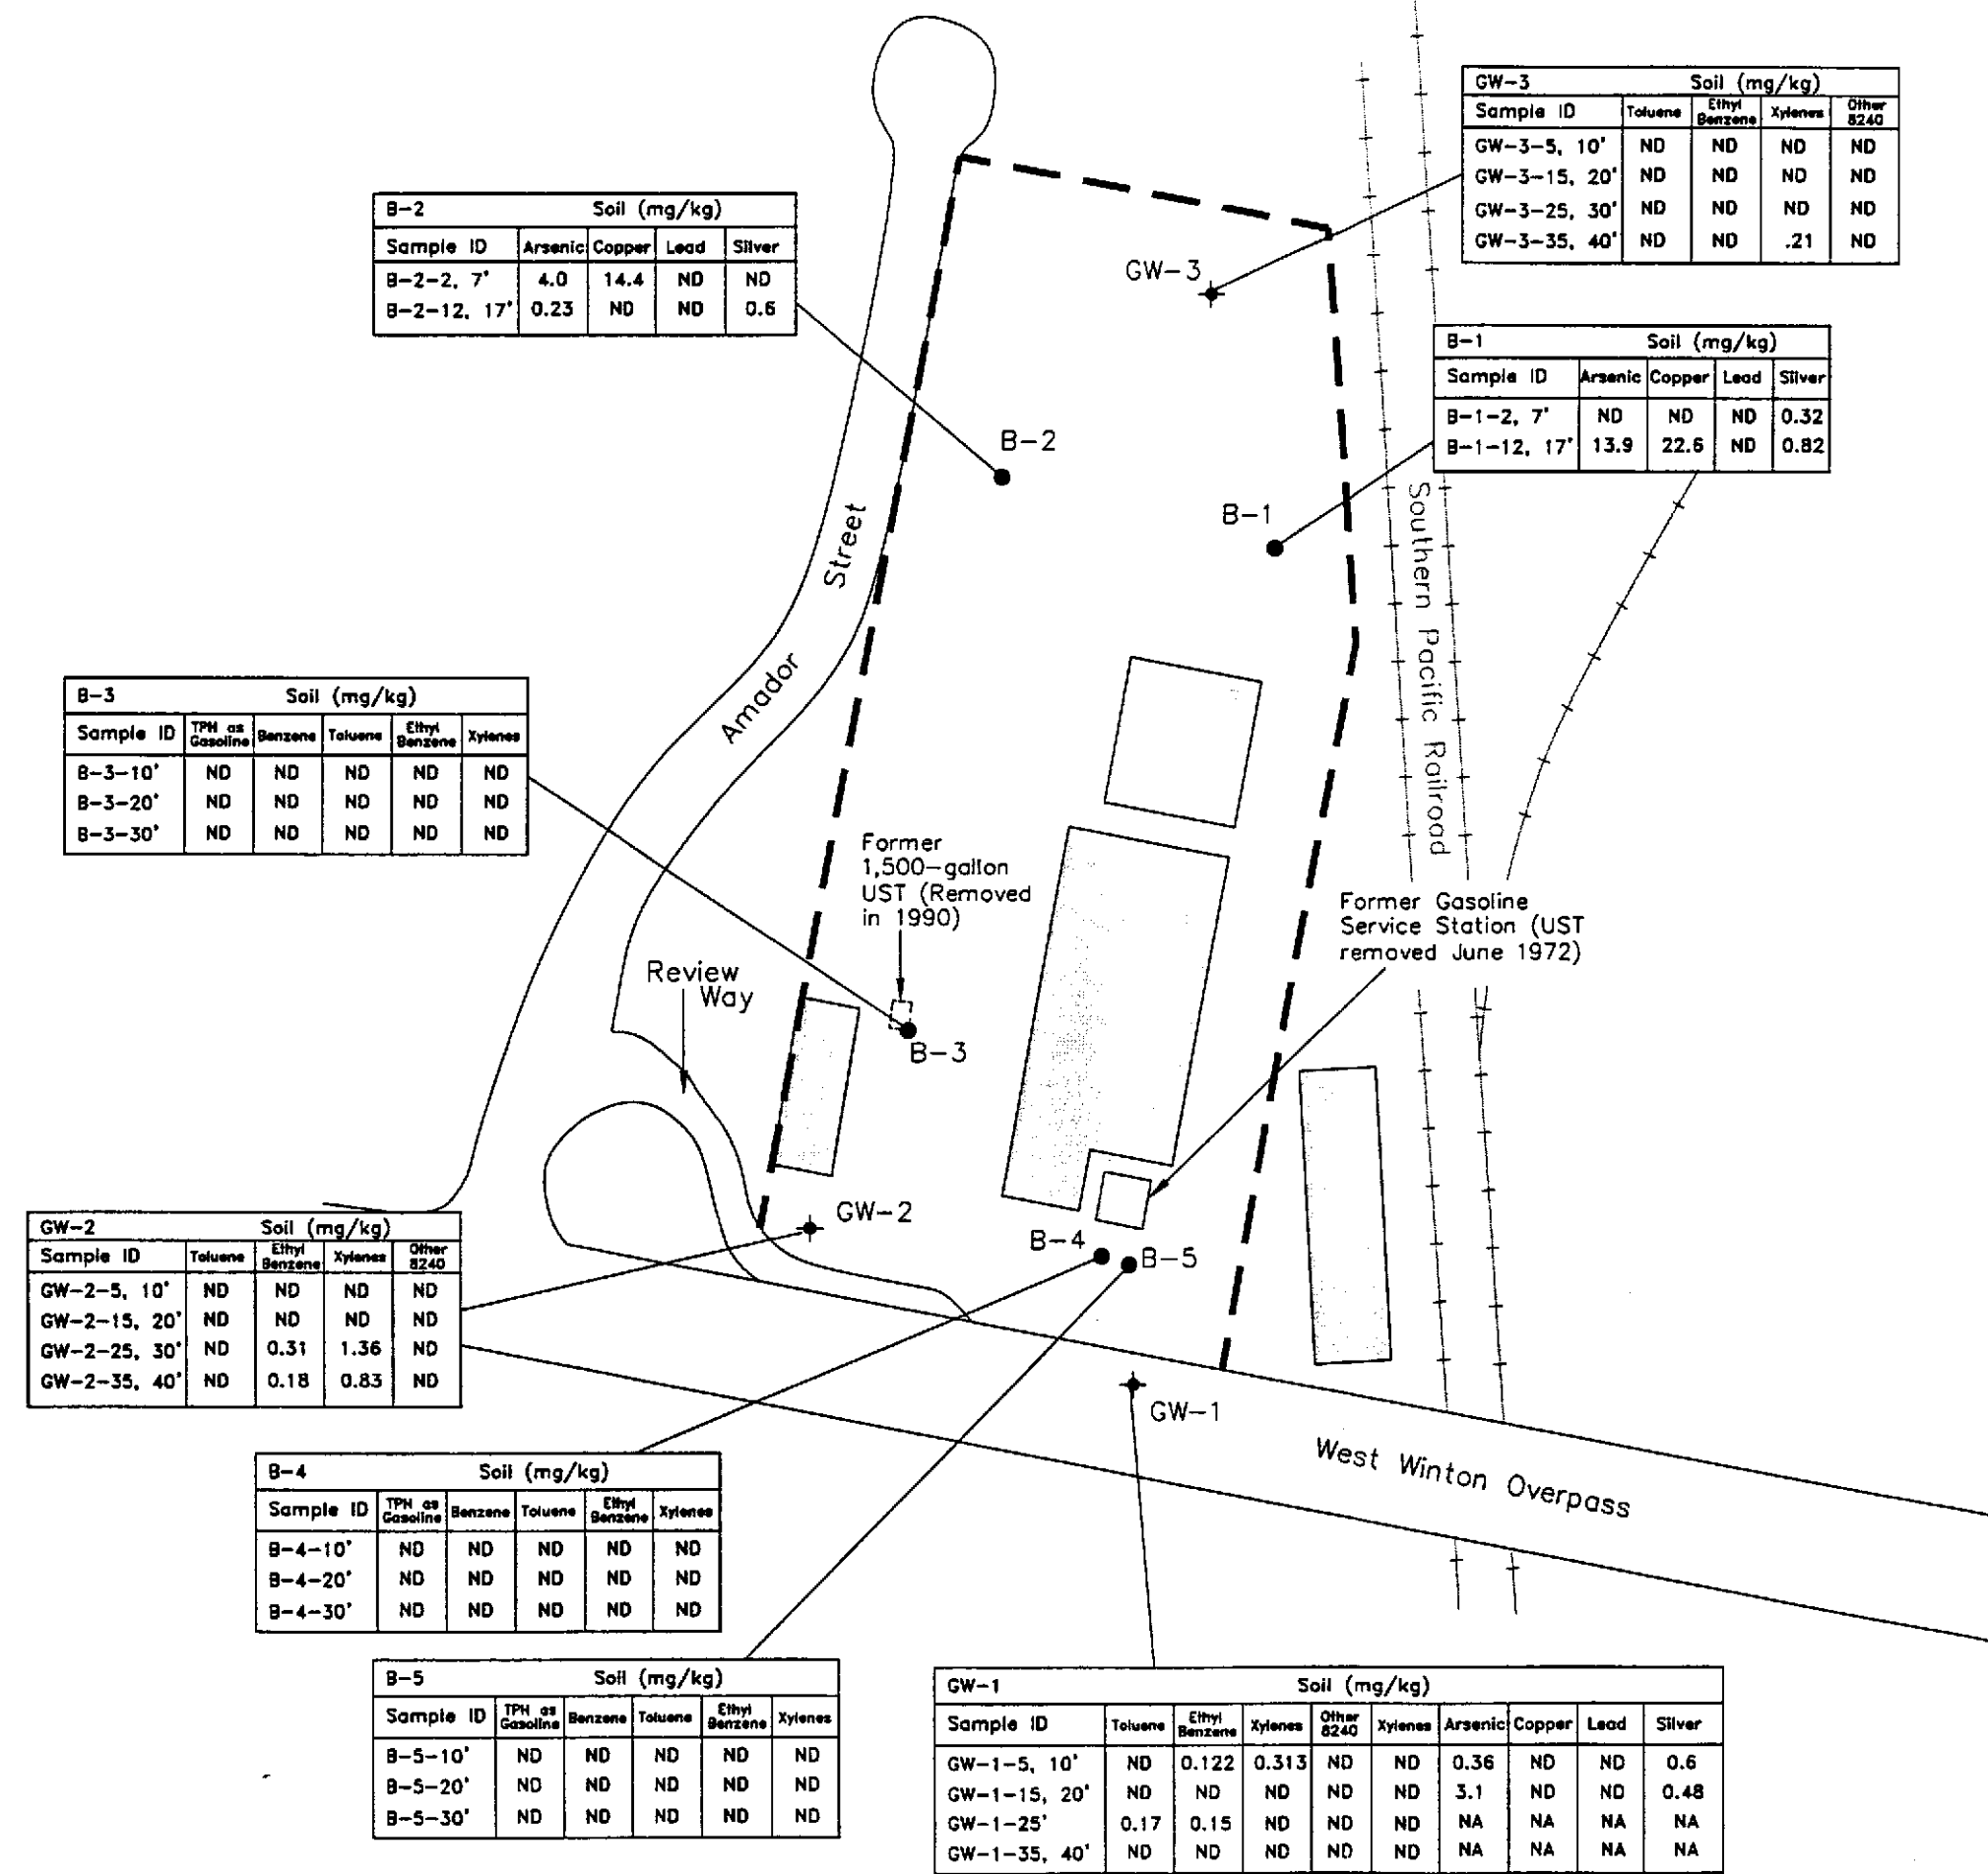 GW-3 Soil (mg/kg)
Sample ID Toluene Ethyl Benzene Xylenes Other 8240
GW-3-5, 10' ND ND ND ND
GW-3-15, 20' ND ND ND ND
GW-3-25, 30' ND ND ND ND
GW-3-35, 40' ND ND .21 ND
B-2 Soil (mg/kg)
Sample ID Arsenic Copper Lead Silver
B-2-2, 7' 4.0 14.4 ND ND
B-2-12, 17' 0.23 ND ND 0.6
GW-3
B-1 Soil (mg/kg)
Sample ID Arsenic Copper Lead Silver
B-1-2, 7' ND ND ND 0.32
B-1-12, 17' 13.9 22.6 ND 0.82
B-2
B-1
Amador Street
Southern Pacific Railroad
B-3 Soil (mg/kg)
Sample ID TPH as Gasoline Benzene Toluene Ethyl Benzene Xylenes
B-3-10' ND ND ND ND ND
B-3-20' ND ND ND ND ND
B-3-30' ND ND ND ND ND
Former
1,500-gallon
UST (Removed
in 1990)
Former Gasoline
Service Station (UST
removed June 1972)
Review
Way
B-3
GW-2
B-4
B-5
GW-2 Soil (mg/kg)
Sample ID Toluene Ethyl Benzene Xylenes Other 8240
GW-2-5, 10' ND ND ND ND
GW-2-15, 20' ND ND ND ND
GW-2-25, 30' ND 0.31 1.36 ND
GW-2-35, 40' ND 0.18 0.83 ND
GW-1
West Winton Overpass
B-4 Soil (mg/kg)
Sample ID TPH as Gasoline Benzene Toluene Ethyl Benzene Xylenes
B-4-10' ND ND ND ND ND
B-4-20' ND ND ND ND ND
B-4-30' ND ND ND ND ND
B-5 Soil (mg/kg)
Sample ID TPH as Gasoline Benzene Toluene Ethyl Benzene Xylenes
B-5-10' ND ND ND ND ND
B-5-20' ND ND ND ND ND
B-5-30' ND ND ND ND ND
GW-1 Soil (mg/kg)
Sample ID Toluene Ethyl Benzene Xylenes Other 8240 Xylenes Arsenic Copper Lead Silver
GW-1-5, 10' ND 0.122 0.313 ND ND 0.36 ND ND 0.6
GW-1-15, 20' ND ND ND ND ND 3.1 ND ND 0.48
GW-1-25' 0.17 0.15 ND ND ND NA NA NA NA
GW-1-35, 40' ND ND ND ND ND NA NA NA NA